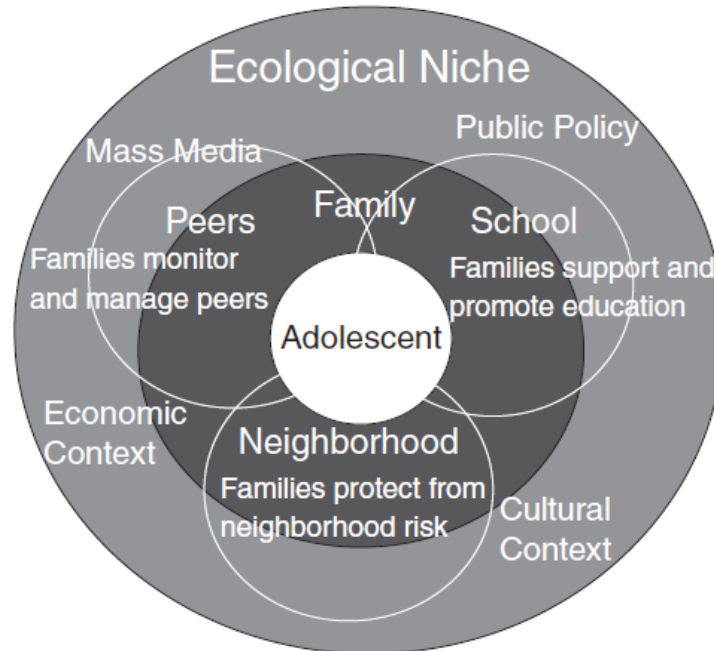 Ecological Niche
Public Policy
Mass Media
Family
Peers
School
Families monitor
and manage peers
Families support and
promote education
Adolescent
Economic
Context
Neighborhood
Families protect from
neighborhood risk
Cultural
Context